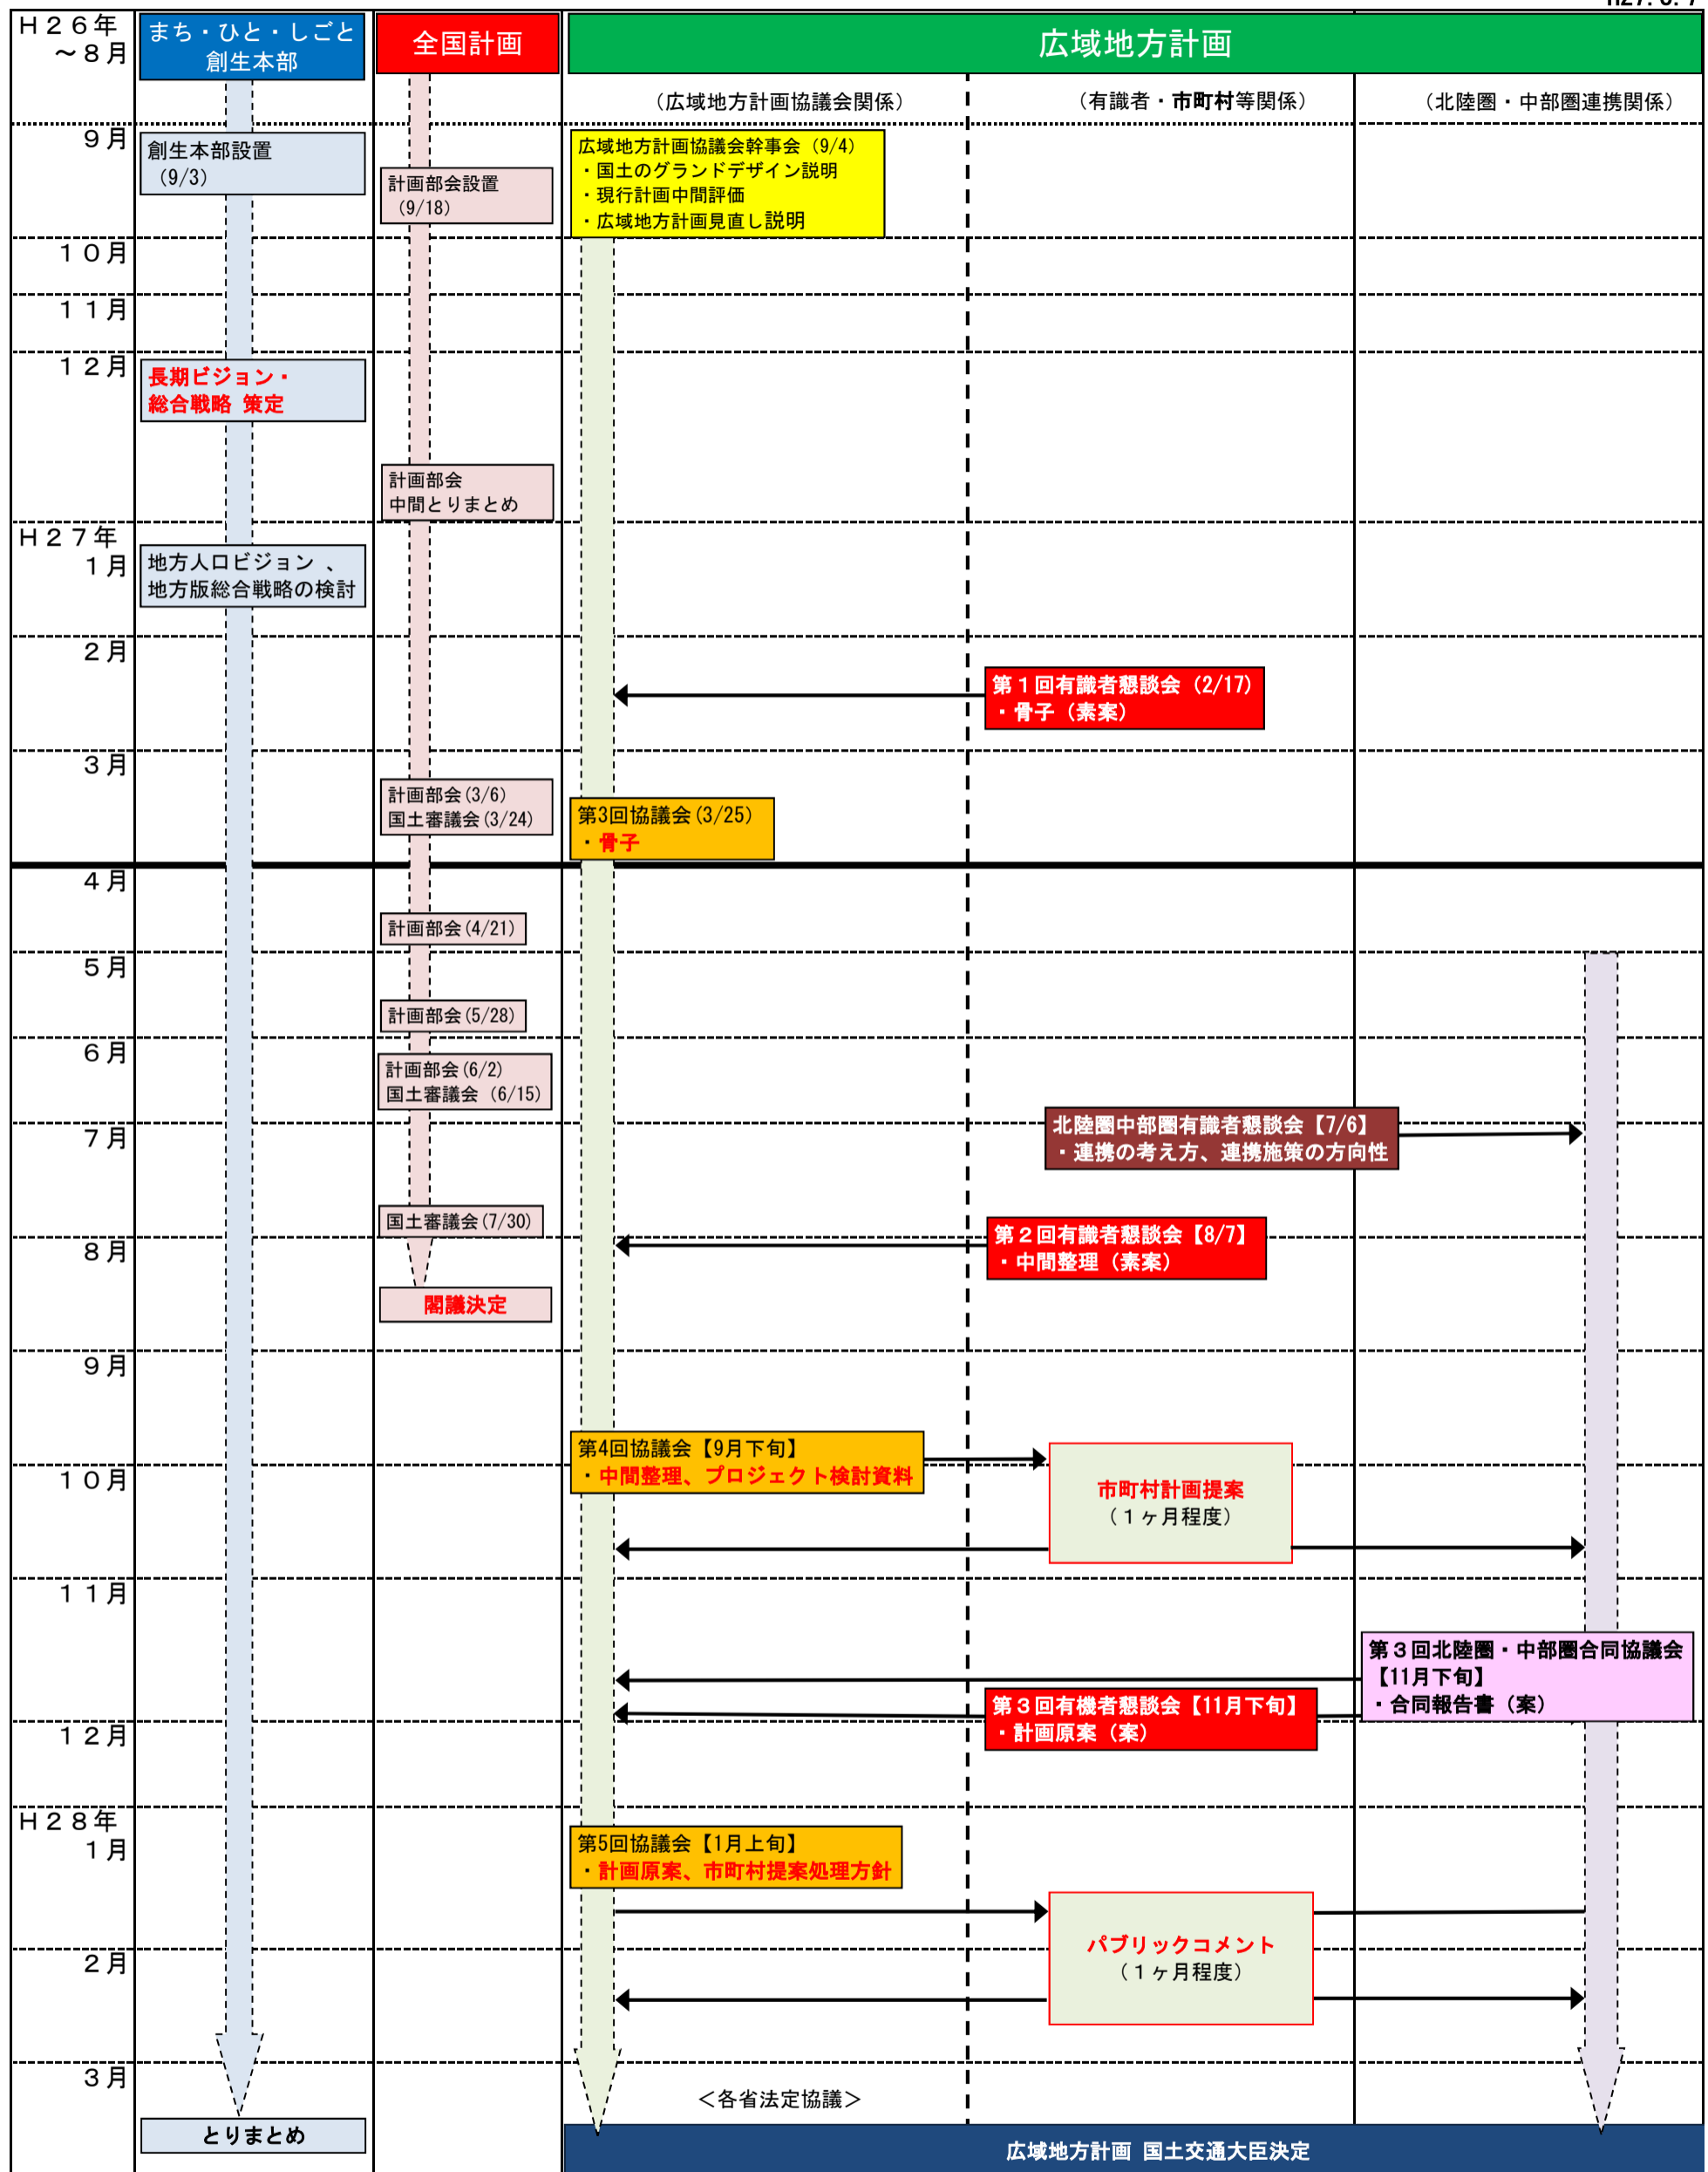 H26年
～8月
まち・ひと・しごと
創生本部
全国計画
広域地方計画
（広域地方計画協議会関係）
（有識者・市町村等関係）
（北陸圏・中部圏連携関係）
9月
創生本部設置
（9/3）
計画部会設置
（9/18）
広域地方計画協議会幹事会（9/4）
・国土のグランドデザイン説明
・現行計画中間評価
・広域地方計画見直し説明
10月
11月
12月
長期ビジョン・
総合戦略 策定
計画部会
中間とりまとめ
H27年
1月
地方人口ビジョン 、
地方版総合戦略の検討
2月
第１回有識者懇談会（2/17）
・骨子（素案）
3月
計画部会(3/6)
国土審議会(3/24)
第3回協議会(3/25)
・骨子
4月
計画部会(4/21)
5月
計画部会(5/28)
6月
計画部会(6/2)
国土審議会（6/15)
7月
北陸圏中部圏有識者懇談会【7/6】
・連携の考え方、連携施策の方向性
国土審議会(7/30)
8月
第２回有識者懇談会【8/7】
・中間整理（素案）
閣議決定
9月
第4回協議会【9月下旬】
・中間整理、プロジェクト検討資料
10月
市町村計画提案
（１ヶ月程度）
11月
第３回北陸圏・中部圏合同協議会
【11月下旬】
・合同報告書（案）
第３回有機者懇談会【11月下旬】
・計画原案（案）
12月
H28年
1月
第5回協議会【1月上旬】
・計画原案、市町村提案処理方針
パブリックコメント
（１ヶ月程度）
2月
3月
＜各省法定協議＞
とりまとめ
広域地方計画 国土交通大臣決定